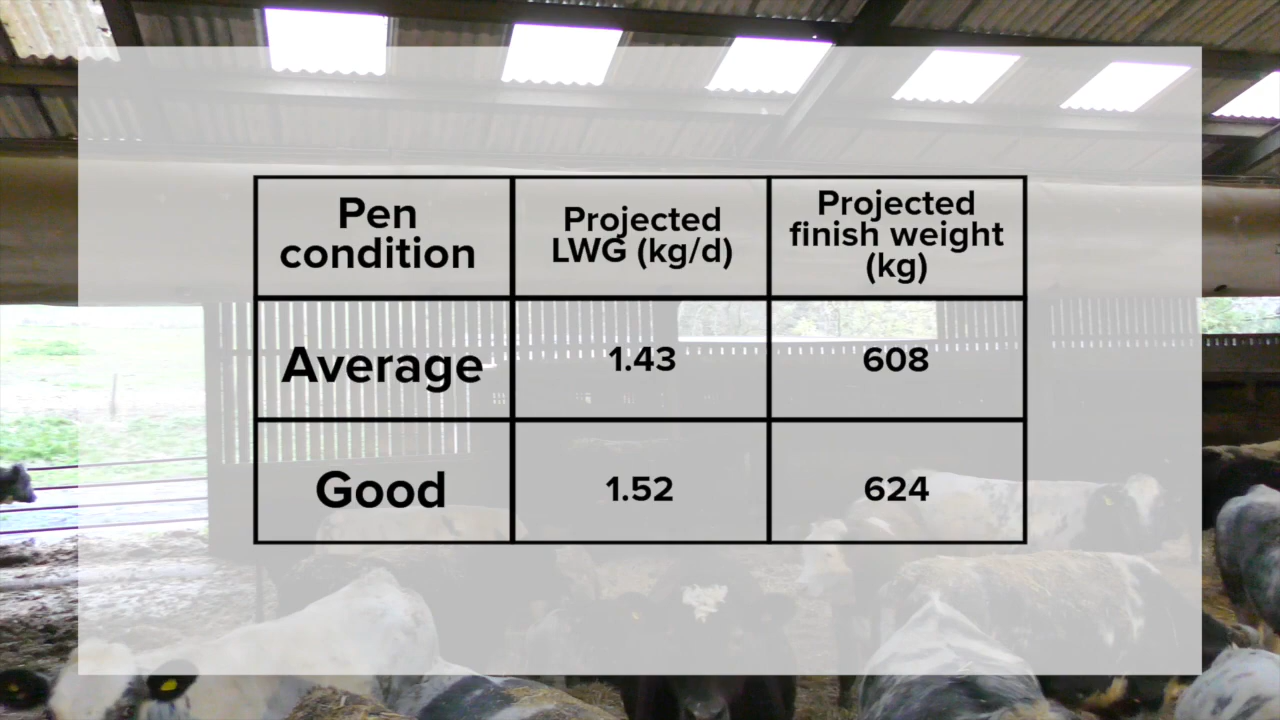 Pen
condition
Projected
LWG (kg/d)
Projected
finish weight
(kg)
Average
1.43
608
Good
1.52
624